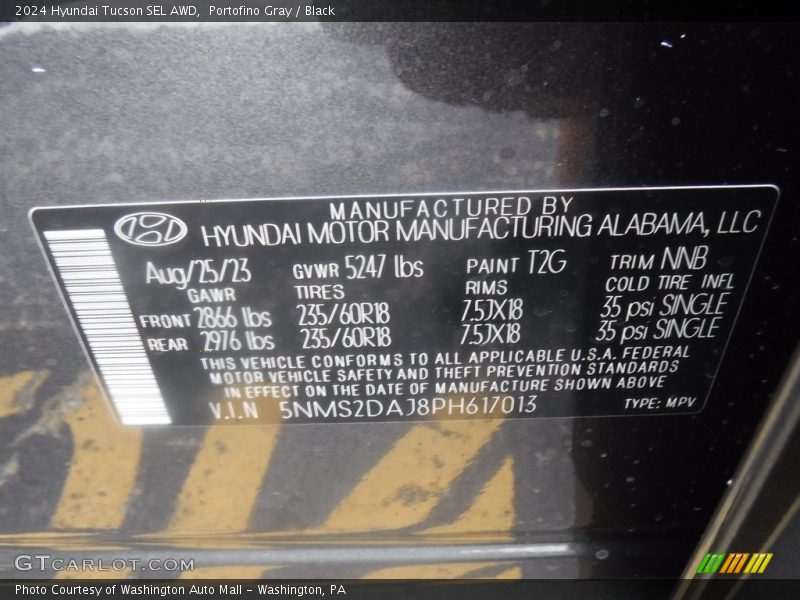 2024 Hyundai Tucson SEL AWD,  Portofino Gray / Black
MANUFACTURED BY
HYUNDAI MOTOR MANUFACTURING ALABAMA, LLC
Aug/25/23 GVWR 5247 lbs PAINT T2G TRIM NNB
GAWR TIRES RIMS COLD TIRE INFL
FRONT 2866 lbs 235/60R18 7.5JX18 35 psi SINGLE
REAR 2976 lbs 235/60R18 7.5JX18 35 psi SINGLE
THIS VEHICLE CONFORMS TO ALL APPLICABLE U.S.A. FEDERAL
MOTOR VEHICLE SAFETY AND THEFT PREVENTION STANDARDS
IN EFFECT ON THE DATE OF MANUFACTURE SHOWN ABOVE
V.I.N 5NMS2DAJ8PH617013 TYPE: MPV
GTCARLOT.COM
Photo Courtesy of Washington Auto Mall - Washington, PA